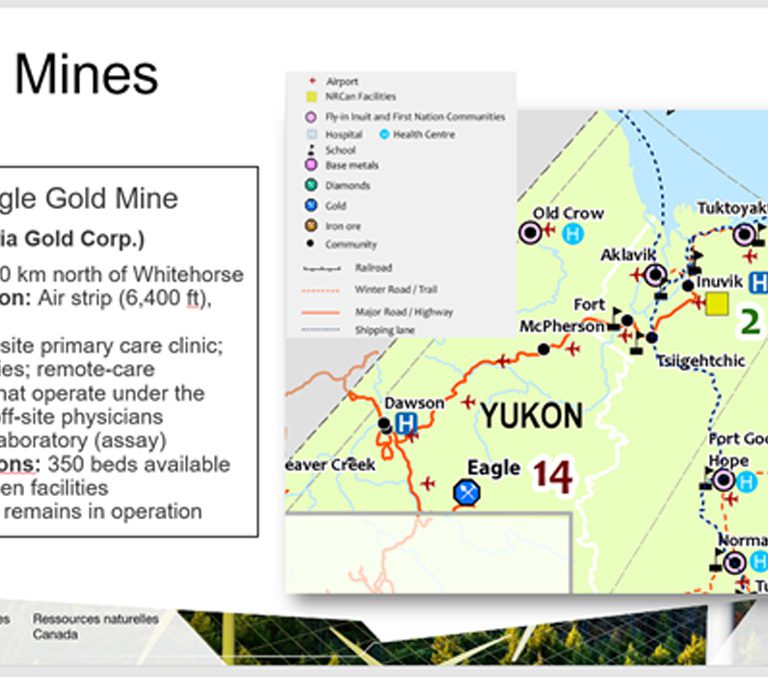 Mines
gle Gold Mine
ia Gold Corp.)
0 km north of Whitehorse
on: Air strip (6,400 ft),
site primary care clinic;
ies; remote-care
hat operate under the
off-site physicians
aboratory (assay)
ons: 350 beds available
en facilities
remains in operation
Airport
NRCan Facilities
Fly-in Inuit and First Nation Communities
Hospital
H Health Centre
School
Base metals
Diamonds
Gold
Iron ore
Community
Railroad
Winter Road / Trail
Major Road / Highway
Shipping lane
Old Crow
H
Tuktoyak
Aklavik
Inuvik H
Fort
McPherson
2
Tsiigehtchic
Dawson
H
YUKON
eaver Creek
Eagle 14
Fort Goo
Hope
H
Norma
H
Tu
es
Ressources naturelles
Canada